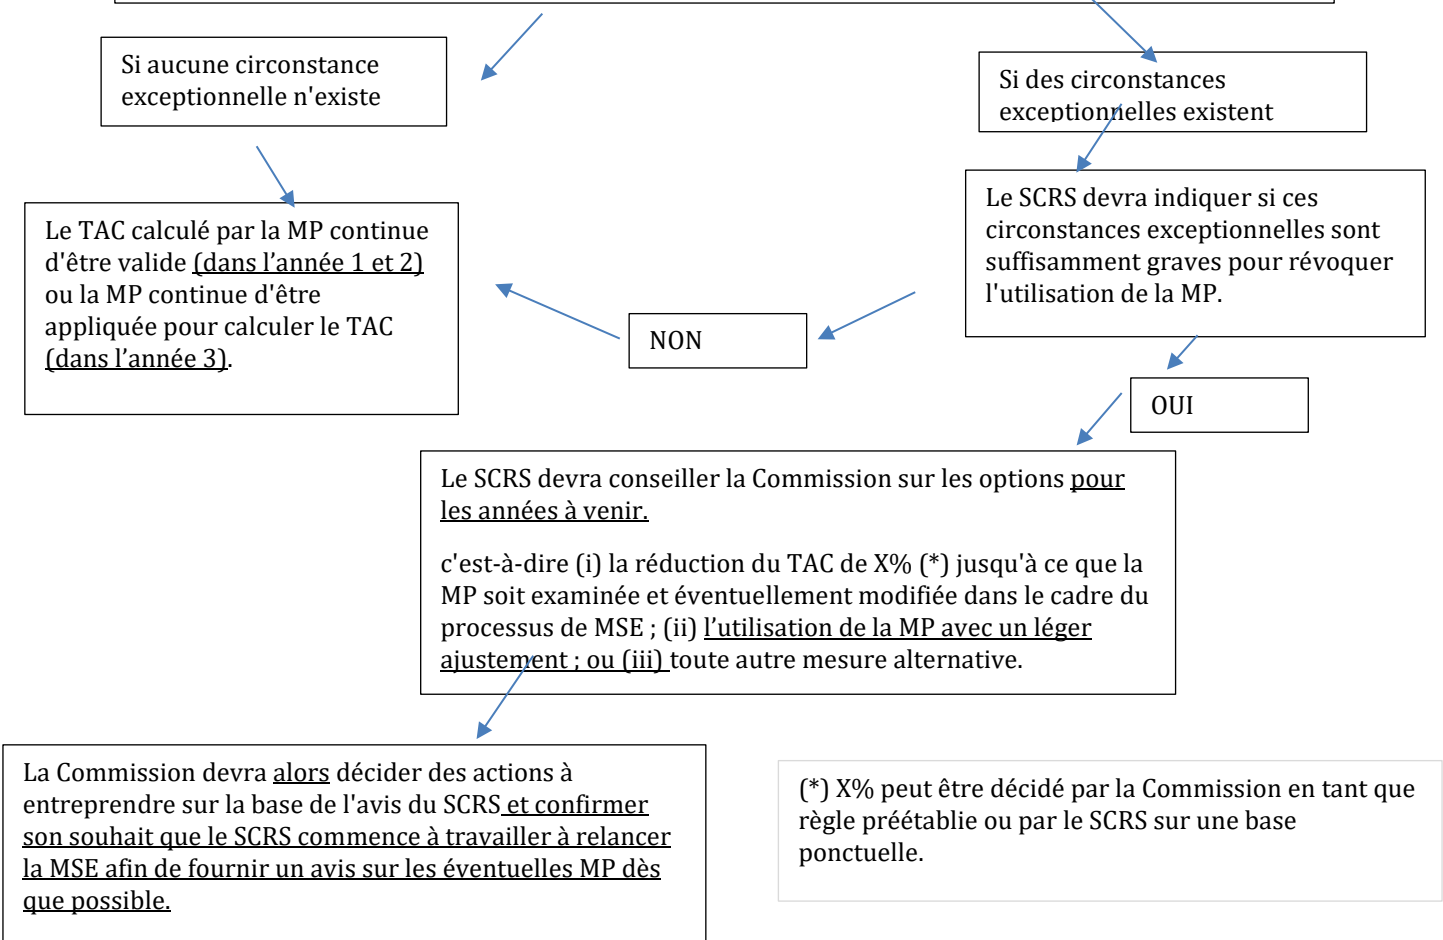 Si aucune circonstance
exceptionnelle n'existe
Si des circonstances
exceptionnelles existent
Le TAC calculé par la MP continue
d'être valide (dans l’année 1 et 2)
ou la MP continue d'être
appliquée pour calculer le TAC
(dans l’année 3).
Le SCRS devra indiquer si ces
circonstances exceptionnelles sont
suffisamment graves pour révoquer
l'utilisation de la MP.
NON
OUI
Le SCRS devra conseiller la Commission sur les options pour
les années à venir.
c'est-à-dire (i) la réduction du TAC de X% (*) jusqu'à ce que la
MP soit examinée et éventuellement modifiée dans le cadre du
processus de MSE ; (ii) l’utilisation de la MP avec un léger
ajustement ; ou (iii) toute autre mesure alternative.
La Commission devra alors décider des actions à
entreprendre sur la base de l'avis du SCRS et confirmer
son souhait que le SCRS commence à travailler à relancer
la MSE afin de fournir un avis sur les éventuelles MP dès
que possible.
(*) X% peut être décidé par la Commission en tant que
règle préétablie ou par le SCRS sur une base
ponctuelle.